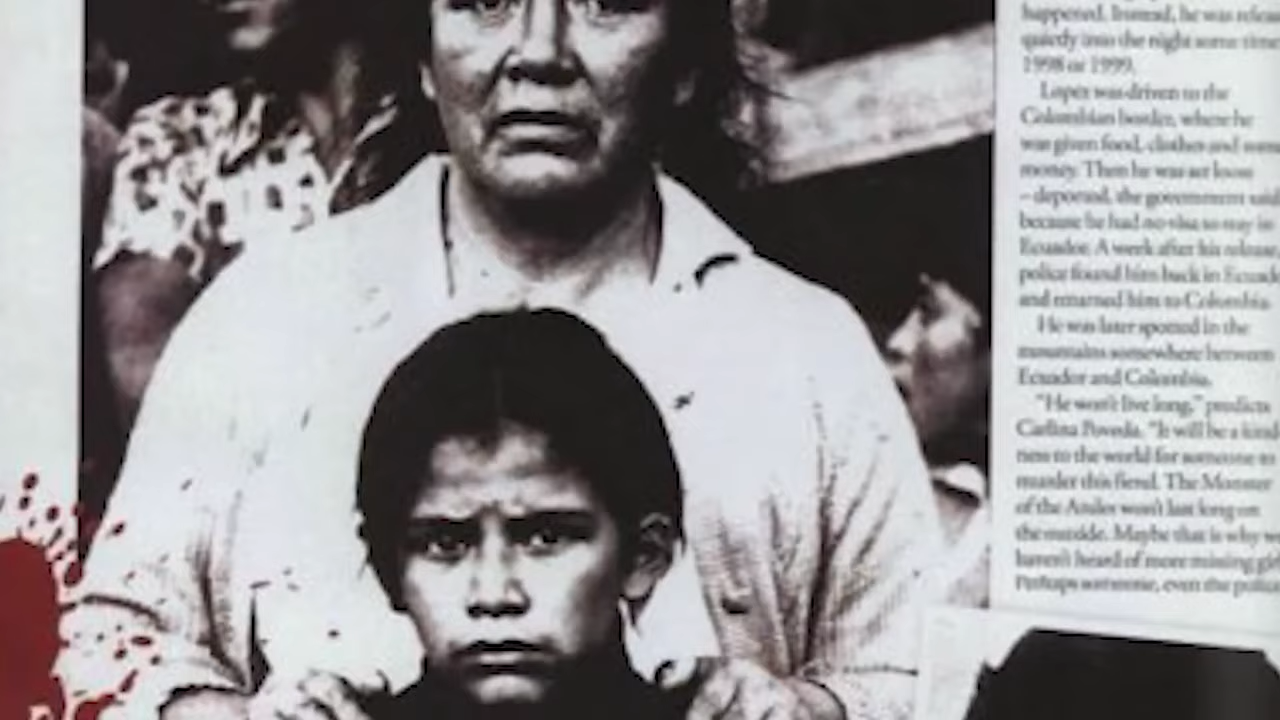 happened. Instead, he was relea
quietly into the night some time
1998 or 1999.
Lopez was driven to the
Colombian border, where he
was given food, clothes and some
money. Then he was set loose
– deported, the government said
because he had no visa to stay in
Ecuador. A week after his release,
police found him back in Ecuad
and returned him to Colombia.
He was later spotted in the
mountains somewhere between
Ecuador and Colombia.
"He won't live long," predicts
Carlina Poveda. "It will be a kind
ness to the world for someone to
murder this fiend. The Monster
of the Andes won't last long on
the outside. Maybe that is why we
haven't heard of more missing girl
Perhaps someone, even the police